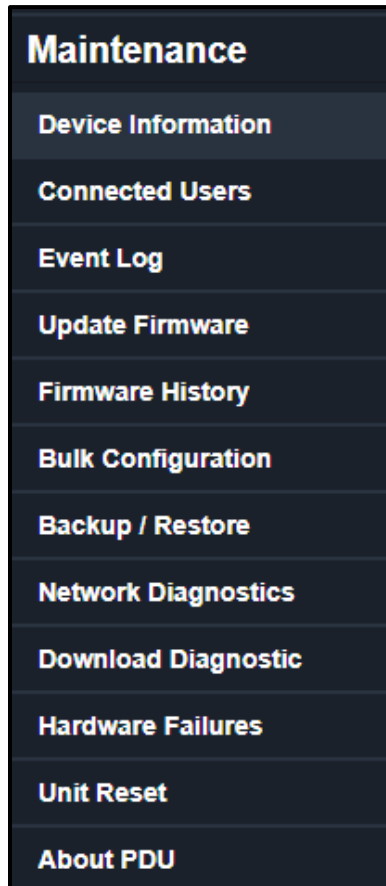 Maintenance
Device Information
Connected Users
Event Log
Update Firmware
Firmware History
Bulk Configuration
Backup / Restore
Network Diagnostics
Download Diagnostic
Hardware Failures
Unit Reset
About PDU